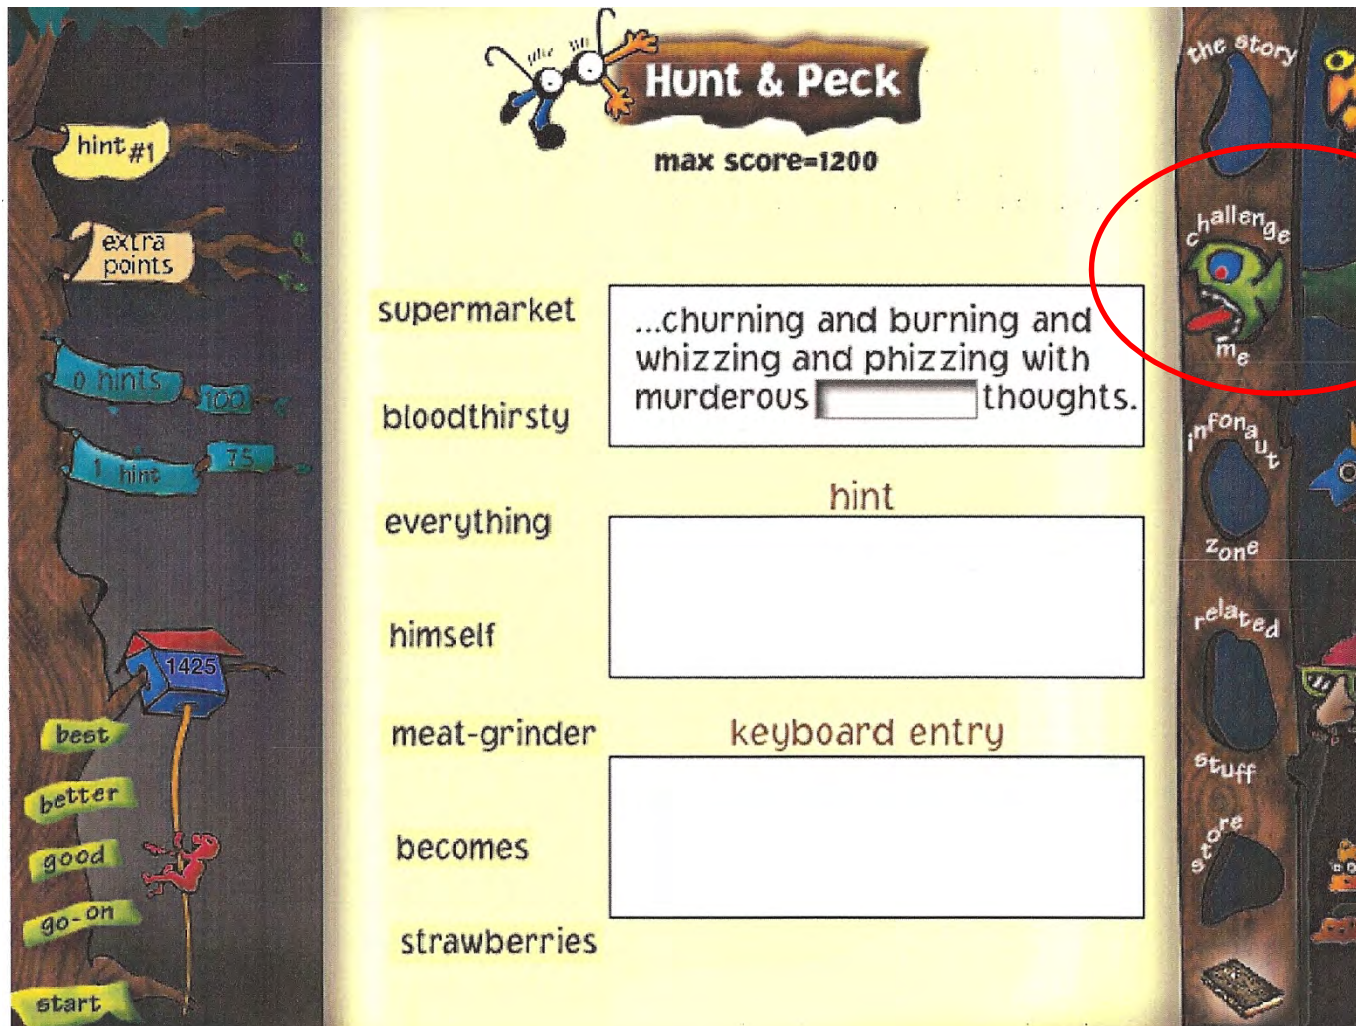 Hunt & Peck
max score=1200
hint #1
extra
points
0 hints
100
1 hint
75
1425
best
better
good
go-on
start
supermarket
bloodthirsty
everything
himself
meat-grinder
becomes
strawberries
...churning and burning and
whizzing and phizzing with
murderous thoughts.
hint
keyboard entry
the story
challenge
me
infonaut
zone
related
stuff
score